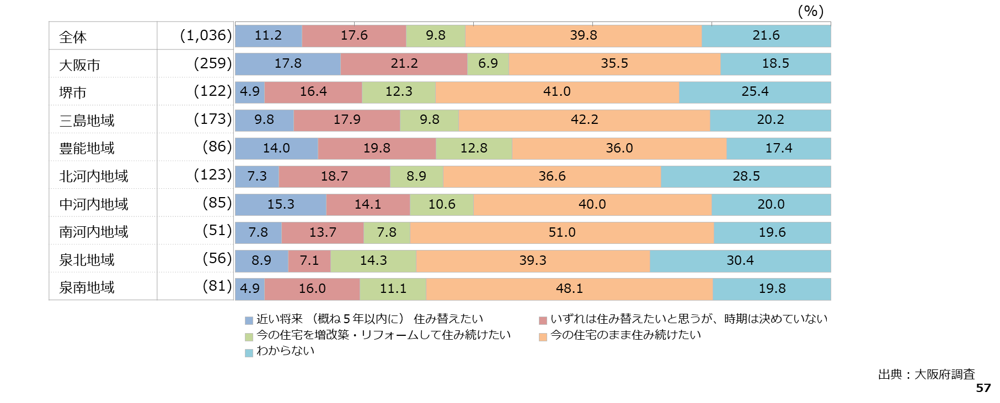 (%)
全体 (1,036) 11.2 17.6 9.8 39.8 21.6
大阪市 (259) 17.8 21.2 6.9 35.5 18.5
堺市 (122) 4.9 16.4 12.3 41.0 25.4
三島地域 (173) 9.8 17.9 9.8 42.2 20.2
豊能地域 (86) 14.0 19.8 12.8 36.0 17.4
北河内地域 (123) 7.3 18.7 8.9 36.6 28.5
中河内地域 (85) 15.3 14.1 10.6 40.0 20.0
南河内地域 (51) 7.8 13.7 7.8 51.0 19.6
泉北地域 (56) 8.9 7.1 14.3 39.3 30.4
泉南地域 (81) 4.9 16.0 11.1 48.1 19.8
近い将来（概ね５年以内に）住み替えたい いずれは住み替えたいと思うが、時期は決めていない
今の住宅を増改築・リフォームして住み続けたい 今の住宅のまま住み続けたい
わからない
出典：大阪府調査
57